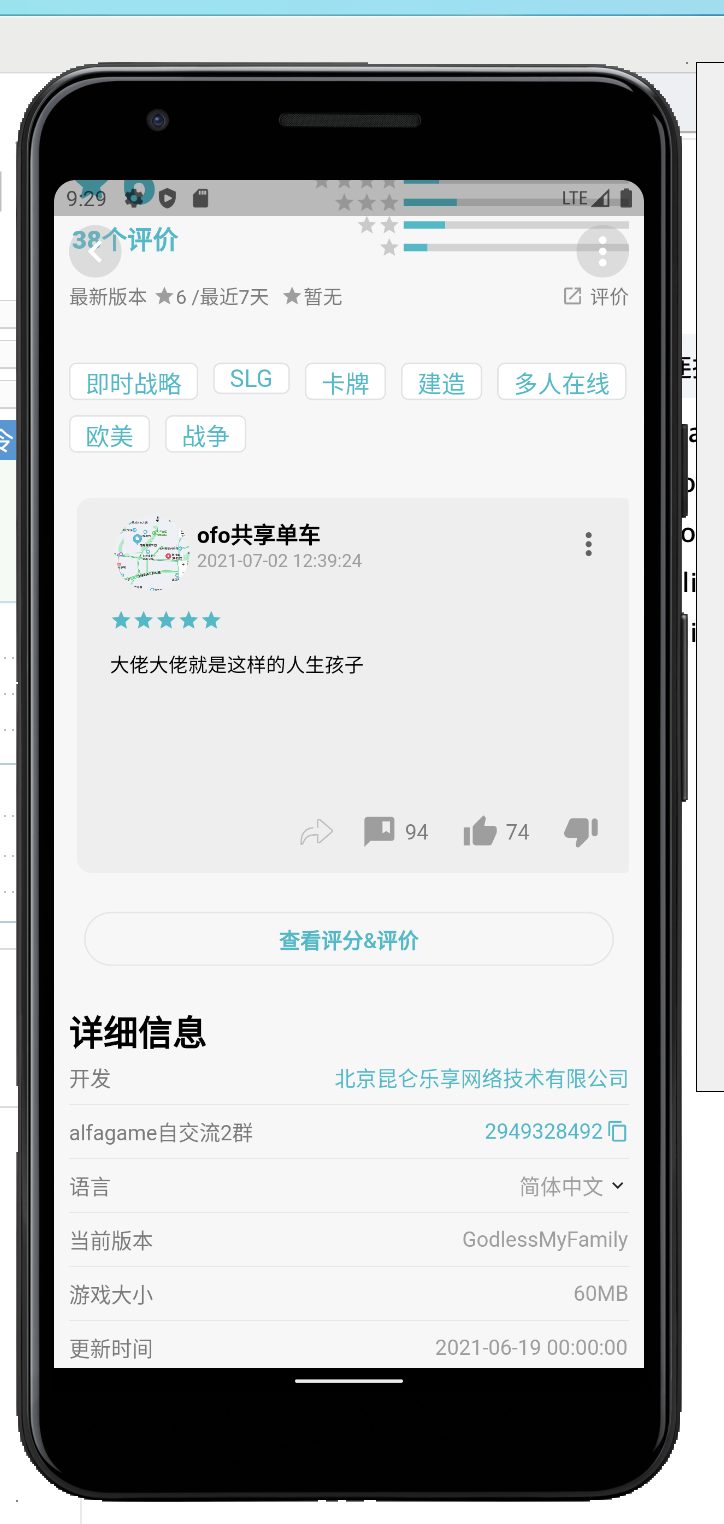 9:29 LTE
38个评价
最新版本 ★6 /最近7天 ★暂无 评价
即时战略 SLG 卡牌 建造 多人在线
欧美 战争
ofo共享单车
2021-07-02 12:39:24
大佬大佬就是这样的人生孩子
94 74
查看评分&评价
详细信息
开发 北京昆仑乐享网络技术有限公司
alfagame自交流2群 2949328492
语言 简体中文
当前版本 GodlessMyFamily
游戏大小 60MB
更新时间 2021-06-19 00:00:00